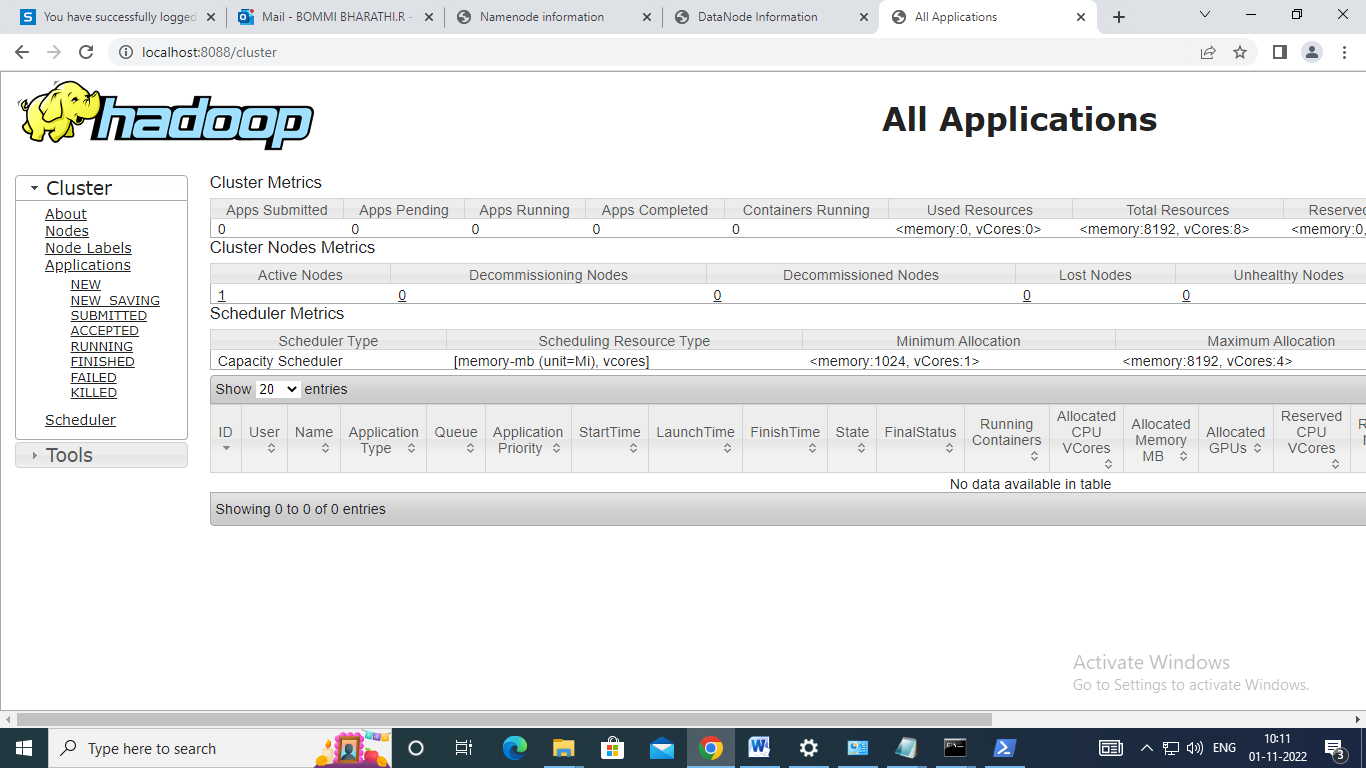 You have successfully logged
Mail - BOMMI BHARATHI.R -
Namenode information
DataNode Information
All Applications
localhost:8088/cluster
hadoop
All Applications
Cluster
About
Nodes
Node Labels
Applications
NEW
NEW_SAVING
SUBMITTED
ACCEPTED
RUNNING
FINISHED
FAILED
KILLED
Scheduler
Tools
Cluster Metrics
Apps Submitted Apps Pending Apps Running Apps Completed Containers Running Used Resources Total Resources Reserved
0 0 0 0 0 <memory:0, vCores:0> <memory:8192, vCores:8> <memory:0,
Cluster Nodes Metrics
Active Nodes Decommissioning Nodes Decommissioned Nodes Lost Nodes Unhealthy Nodes
1 0 0 0 0
Scheduler Metrics
Scheduler Type Scheduling Resource Type Minimum Allocation Maximum Allocation
Capacity Scheduler [memory-mb (unit=Mi), vcores] <memory:1024, vCores:1> <memory:8192, vCores:4>
Show 20 entries
ID
User
Name
Application
Type
Queue
Application
Priority
StartTime
LaunchTime
FinishTime
State
FinalStatus
Running
Containers
Allocated
CPU
VCores
Allocated
Memory
MB
Allocated
GPUs
Reserved
CPU
VCores
No data available in table
Showing 0 to 0 of 0 entries
Activate Windows
Go to Settings to activate Windows.
Type here to search
ENG
10:11
01-11-2022
3